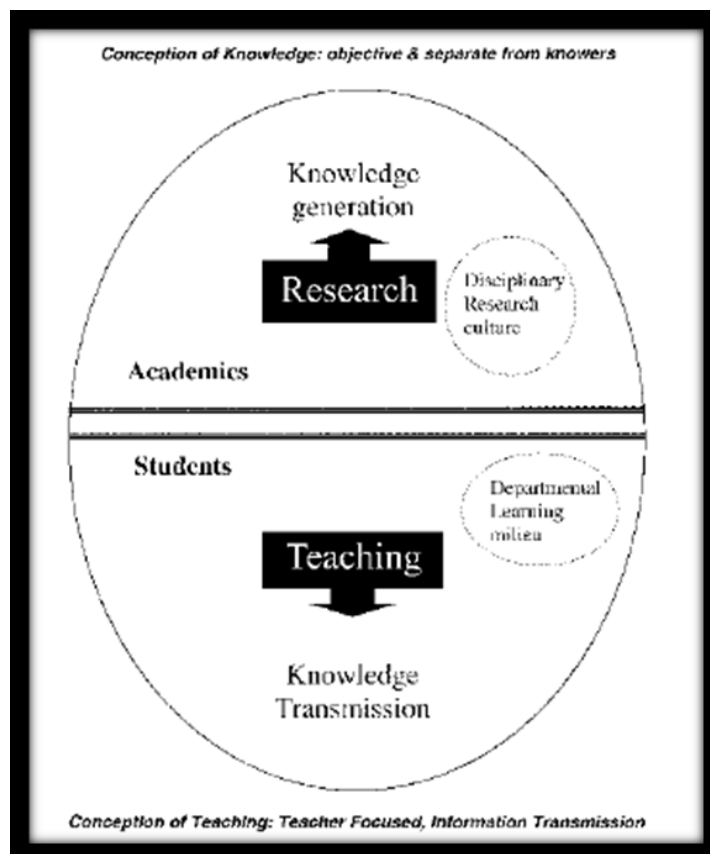 Conception of Knowledge: objective & separate from knowers
Knowledge
generation
Research
Disciplinary
Research
culture
Academics
Students
Departmental
Learning
milieu
Teaching
Knowledge
Transmission
Conception of Teaching: Teacher Focused, Information Transmission